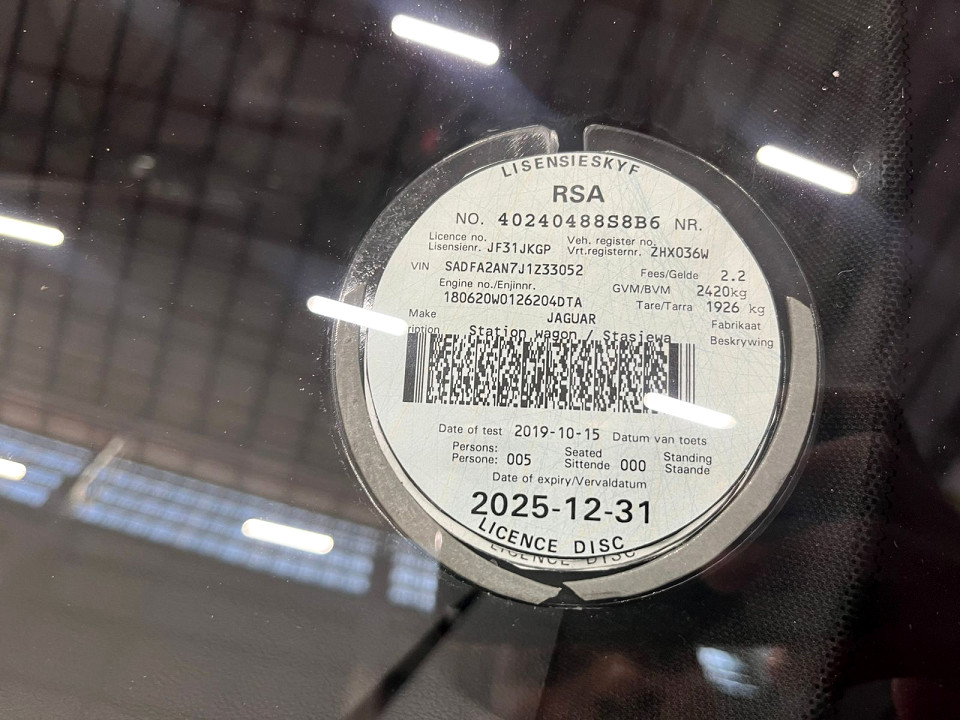 LISENSIESKYF
RSA
NO. 40240488S8B6 NR.
Licence no. Veh. register no.
Lisensienr. JF31JKGP Vrt.registernr. ZHX036W
VIN SADFA2AN7J1Z33052 Fees/Gelde 2.2
Engine no./Enjinnr. GVM/BVM 2420kg
180620W0126204DTA Tare/Tarra 1926 kg
Make JAGUAR Fabrikaat
ription Station wagon / Stasiewa Beskrywing
Date of test 2019-10-15 Datum van toets
Persons: Seated Standing
Persone: 005 Sittende 000 Staande
Date of expiry/Vervaldatum
2025-12-31
LICENCE DISC
LICENCE DISC